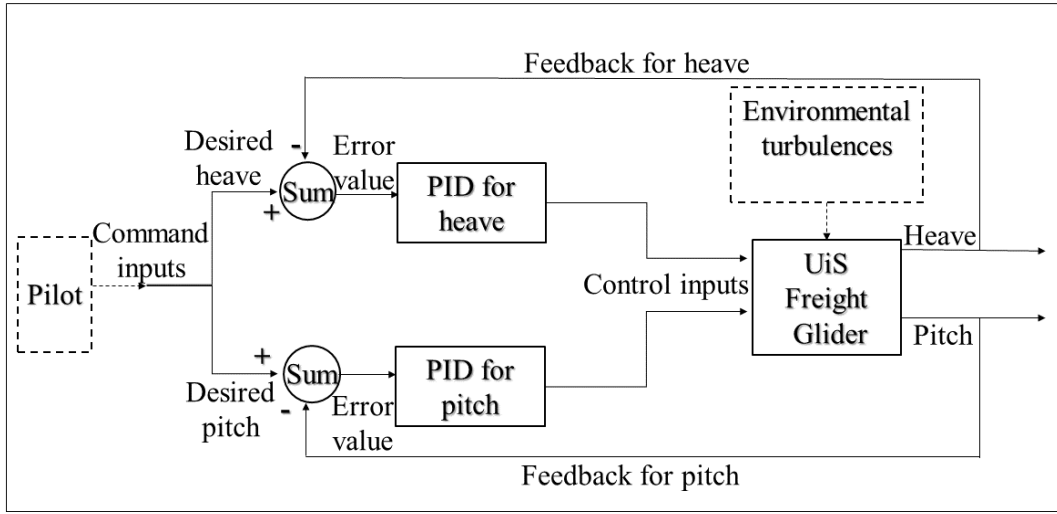 Feedback for heave
Environmental
turbulences
Desired
heave
-
+
Sum
Error
value
PID for
heave
Pilot
Command
inputs
Control inputs
UiS
Freight
Glider
Heave
Pitch
+
-
Sum
Desired
pitch
Error
value
PID for
pitch
Feedback for pitch